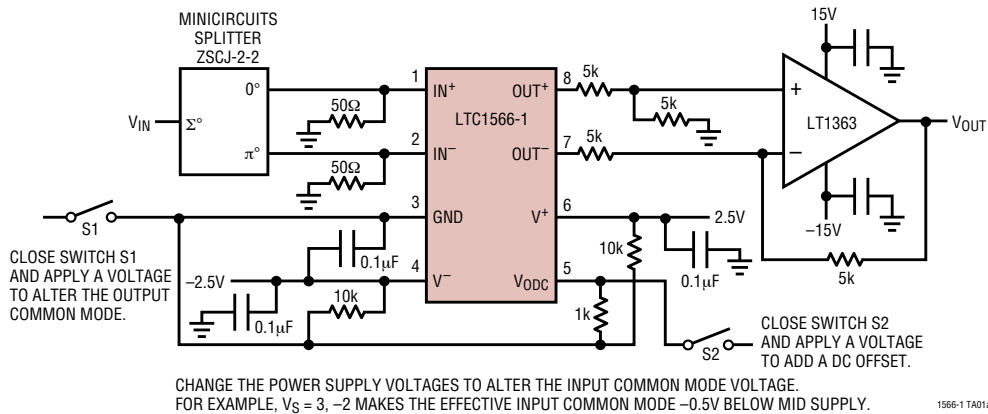 MINICIRCUITS
SPLITTER
ZSCJ-2-2
0°
VIN
Σ°
π°
50Ω
50Ω
1
IN+
2
IN−
3
GND
4
V−
LTC1566-1
8
OUT+
7
OUT−
6
V+
5
VODC
5k
5k
5k
15V
+
−
LT1363
VOUT
−15V
5k
2.5V
10k
0.1µF
1k
S1
CLOSE SWITCH S1
AND APPLY A VOLTAGE
TO ALTER THE OUTPUT
COMMON MODE.
−2.5V
0.1µF
0.1µF
10k
S2
CLOSE SWITCH S2
AND APPLY A VOLTAGE
TO ADD A DC OFFSET.
CHANGE THE POWER SUPPLY VOLTAGES TO ALTER THE INPUT COMMON MODE VOLTAGE.
FOR EXAMPLE, VS = 3, −2 MAKES THE EFFECTIVE INPUT COMMON MODE −0.5V BELOW MID SUPPLY.